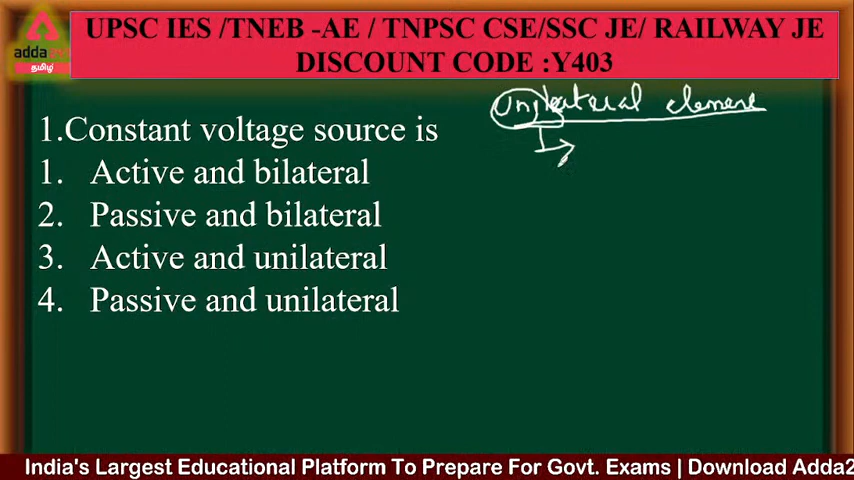 UPSC IES /TNEB -AE / TNPSC CSE/SSC JE/ RAILWAY JE
DISCOUNT CODE :Y403
adda247
தமிழ்
Unilateral element
1.Constant voltage source is
1. Active and bilateral
2. Passive and bilateral
3. Active and unilateral
4. Passive and unilateral
India's Largest Educational Platform To Prepare For Govt. Exams | Download Adda2